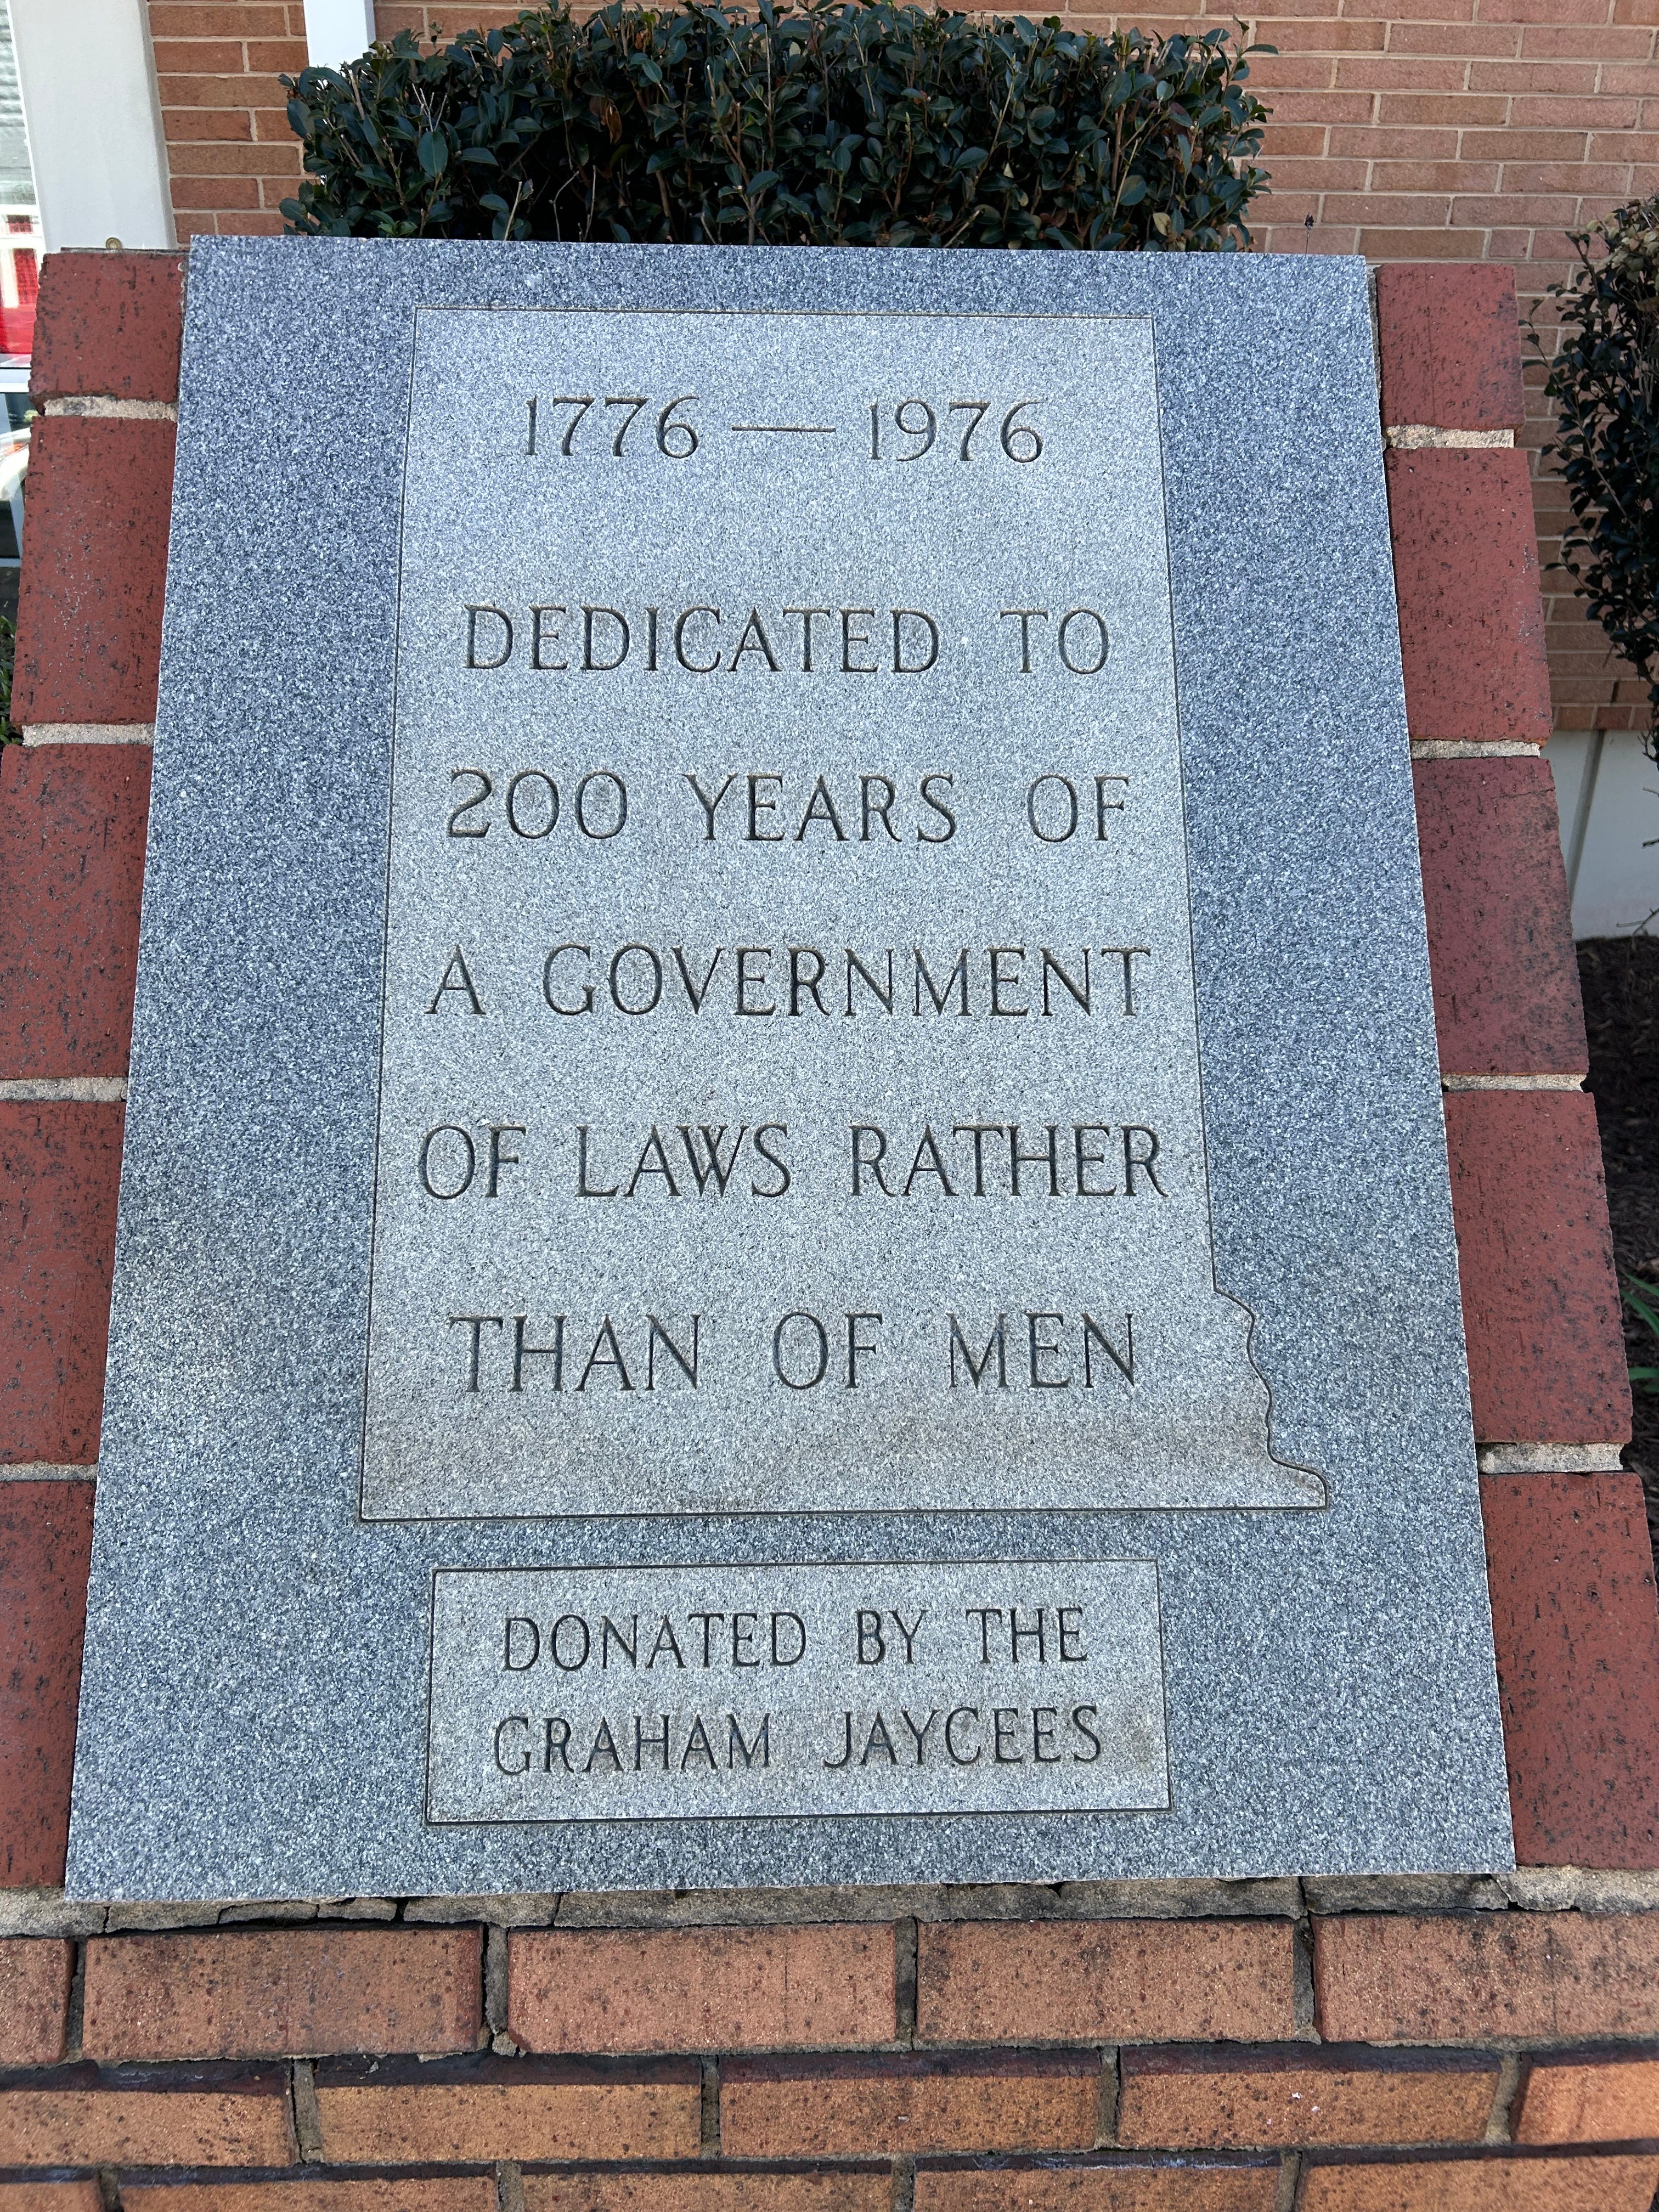 1776 — 1976
DEDICATED TO
200 YEARS OF
A GOVERNMENT
OF LAWS RATHER
THAN OF MEN
DONATED BY THE
GRAHAM JAYCEES